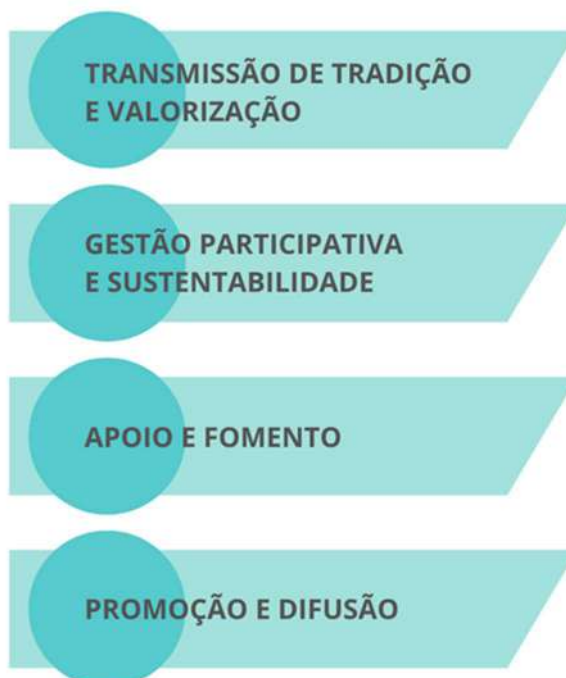 TRANSMISSÃO DE TRADIÇÃO
E VALORIZAÇÃO
GESTÃO PARTICIPATIVA
E SUSTENTABILIDADE
APOIO E FOMENTO
PROMOÇÃO E DIFUSÃO